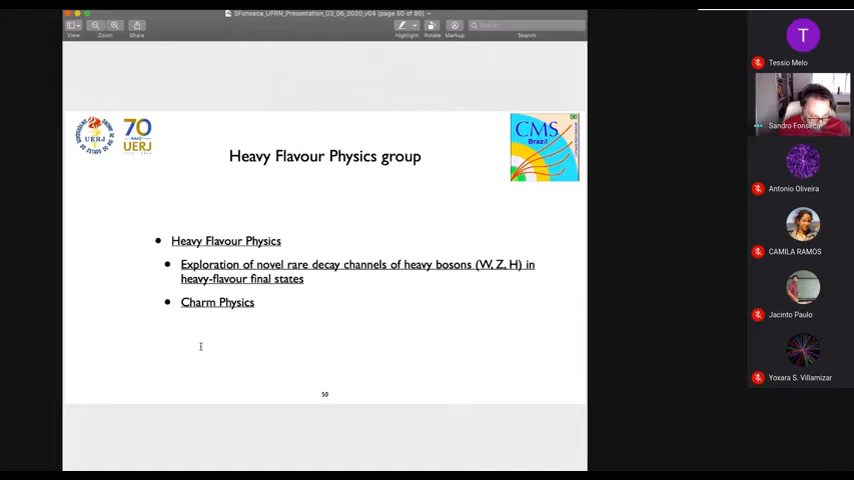 SFonseca_UFRN_Presentation_03_06_2020_v04 (page 50 of 80)
View
Zoom
Share
Highlight
Rotate
Markup
Search
Search
UERJ
70
UERJ
Heavy Flavour Physics group
CMS
Brazil
• Heavy Flavour Physics
• Exploration of novel rare decay channels of heavy bosons (W, Z, H) in
heavy-flavour final states
• Charm Physics
50
T
Tessio Melo
Sandro Fonseca
Antonio Oliveira
CAMILA RAMOS
Jacinto Paulo
Yoxara S. Villamizar